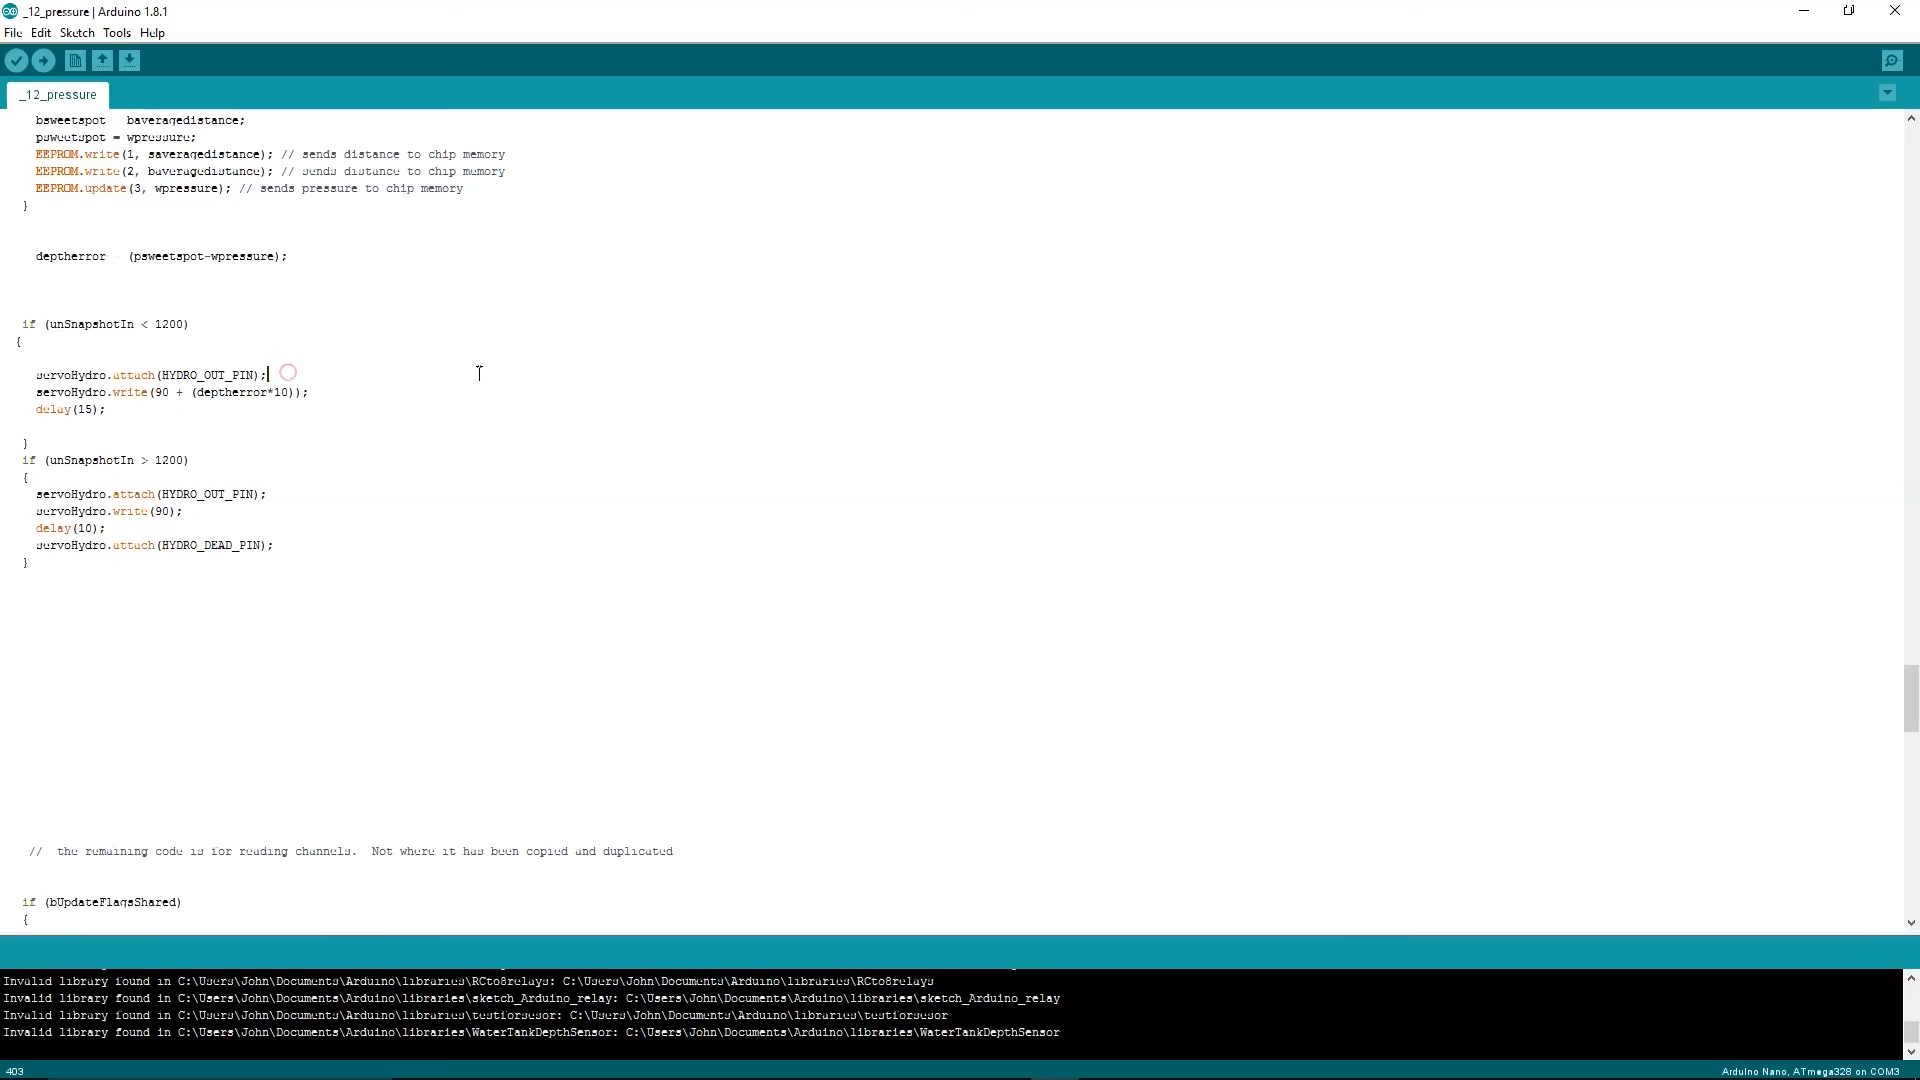 _12_pressure | Arduino 1.8.1
File Edit Sketch Tools Help
_12_pressure
bsweetspot baveragedistance;
psweetspot = wpressure;
EEPROM.write(1, saveragedistance); // sends distance to chip memory
EEPROM.write(2, baveragedistance); // sends distance to chip memory
EEPROM.update(3, wpressure); // sends pressure to chip memory
}
deptherror (psweetspot-wpressure);
if (unSnapshotIn < 1200)
{
servoHydro.attach(HYDRO_OUT_PIN);
servoHydro.write(90 + (deptherror*10));
delay(15);
}
if (unSnapshotIn > 1200)
{
servoHydro.attach(HYDRO_OUT_PIN);
servoHydro.write(90);
delay(10);
servoHydro.attach(HYDRO_DEAD_PIN);
}
// the remaining code is for reading channels. Not where it has been copied and duplicated
if (bUpdateFlagsShared)
{
Invalid library found in C:\Users\John\Documents\Arduino\libraries\RCto8relays: C:\Users\John\Documents\Arduino\libraries\RCto8relays
Invalid library found in C:\Users\John\Documents\Arduino\libraries\sketch_Arduino_relay: C:\Users\John\Documents\Arduino\libraries\sketch_Arduino_relay
Invalid library found in C:\Users\John\Documents\Arduino\libraries\testforsesor: C:\Users\John\Documents\Arduino\libraries\testforsesor
Invalid library found in C:\Users\John\Documents\Arduino\libraries\WaterTankDepthSensor: C:\Users\John\Documents\Arduino\libraries\WaterTankDepthSensor
403
Arduino Nano, ATmega328 on COM3